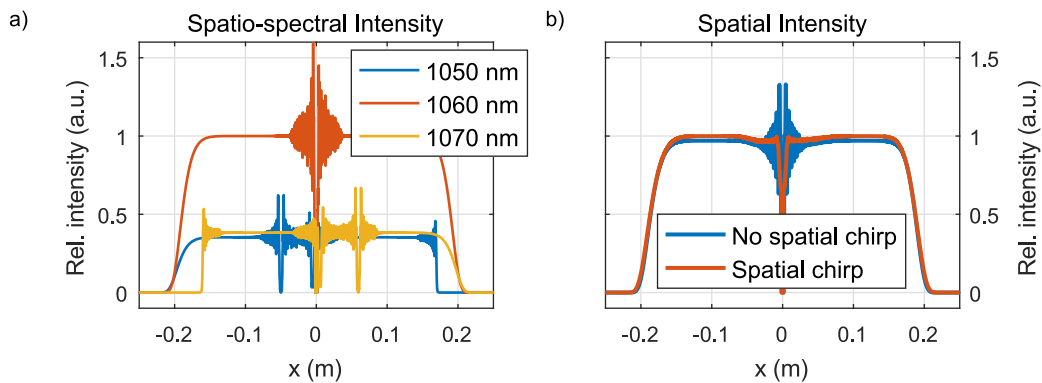 a)
Spatio-spectral Intensity
Rel. intensity (a.u.)
1.5
1
0.5
0
-0.2
-0.1
0
0.1
0.2
x (m)
1050 nm
1060 nm
1070 nm
b)
Spatial Intensity
1.5
1
0.5
0
Rel. intensity (a.u.)
-0.2
-0.1
0
0.1
0.2
x (m)
No spatial chirp
Spatial chirp